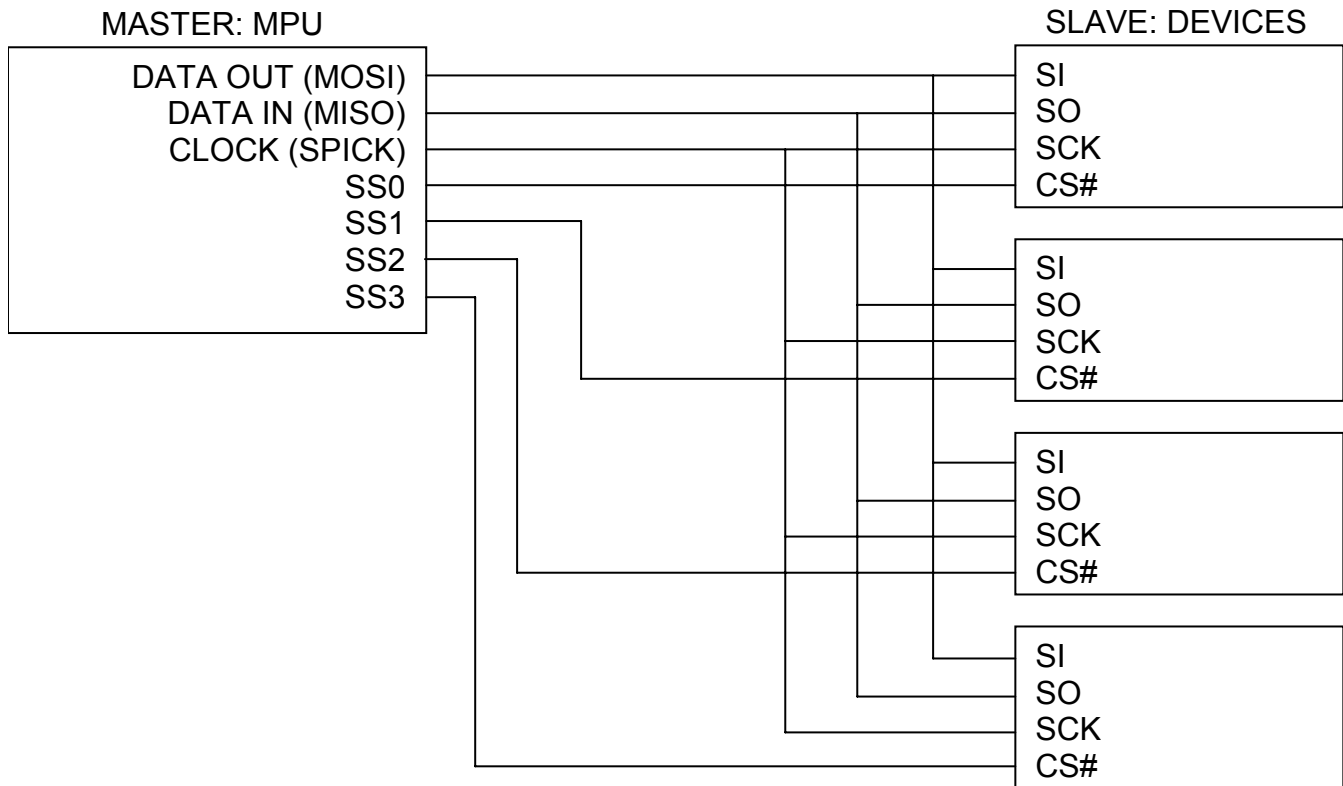 MASTER: MPU
DATA OUT (MOSI)
DATA IN (MISO)
CLOCK (SPICK)
SS0
SS1
SS2
SS3
SLAVE: DEVICES
SI
SO
SCK
CS#
SI
SO
SCK
CS#
SI
SO
SCK
CS#
SI
SO
SCK
CS#